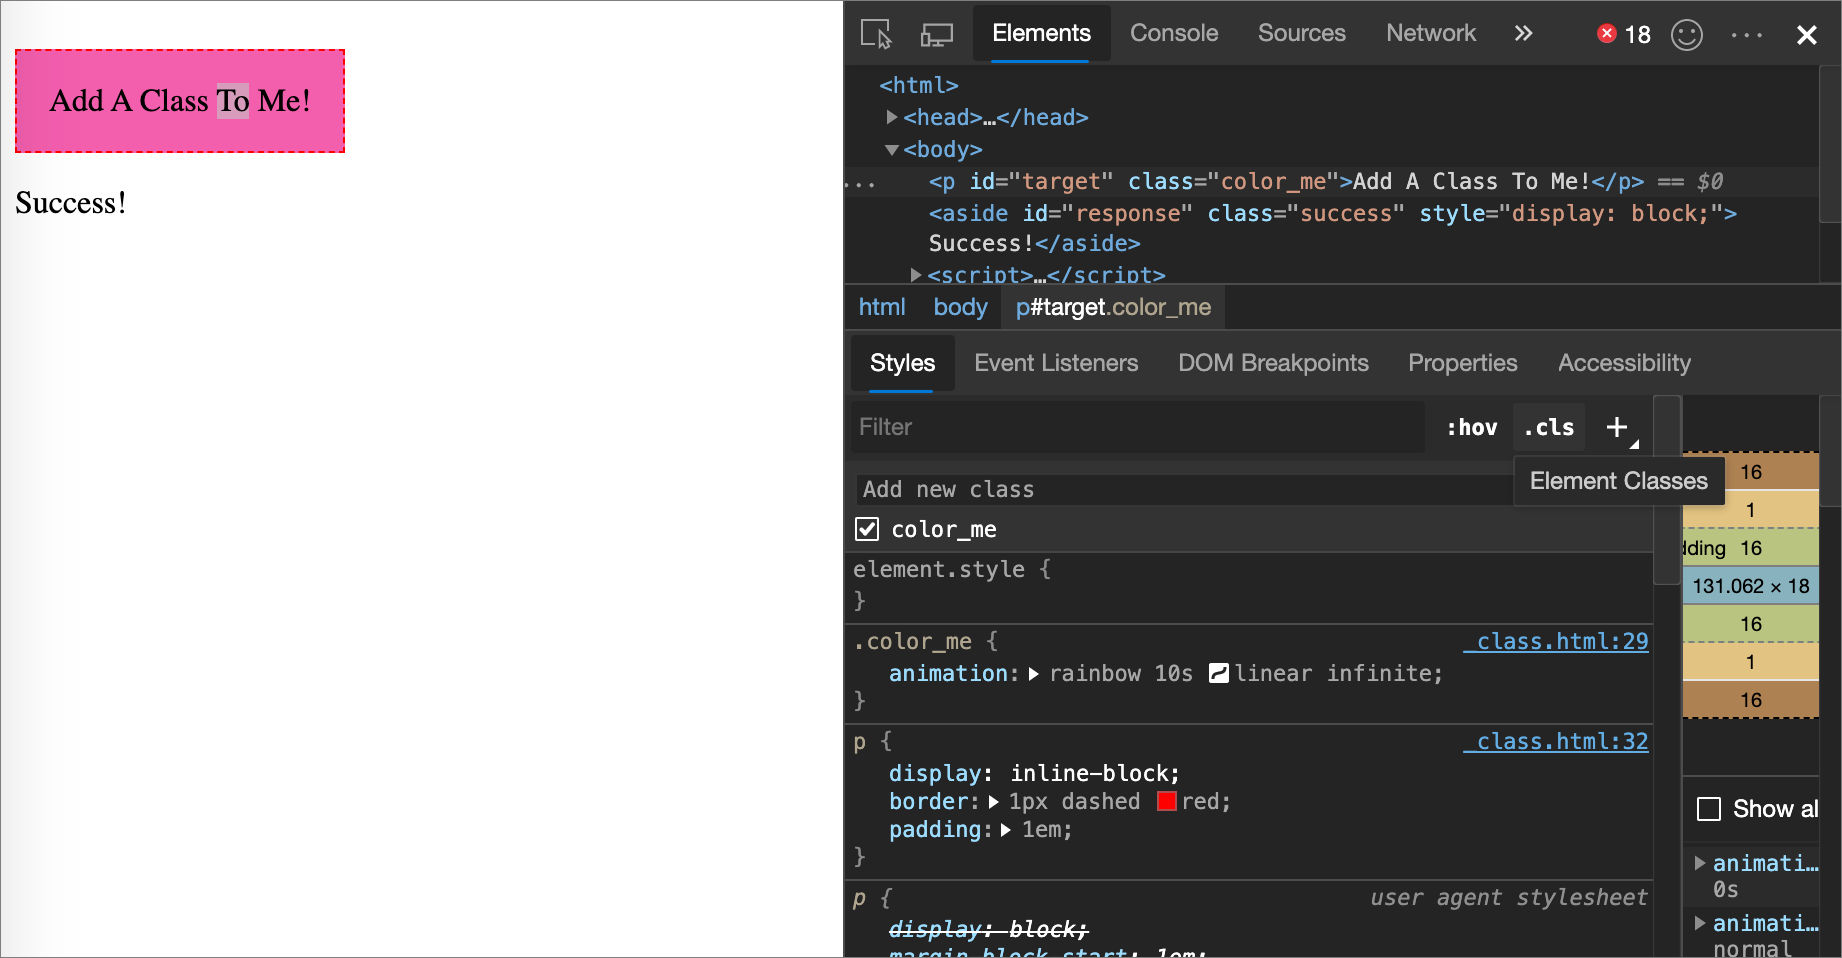 Add A Class To Me!
Success!
Elements Console Sources Network » 18 ··· ×
<html>
<head>…</head>
<body>
··· <p id="target" class="color_me">Add A Class To Me!</p> == $0
<aside id="response" class="success" style="display: block;">
Success!</aside>
<script>…</script>
html body p#target.color_me
Styles Event Listeners DOM Breakpoints Properties Accessibility
Filter :hov .cls +
Element Classes
Add new class
color_me
element.style {
}
.color_me { _class.html:29
animation: rainbow 10s linear infinite;
}
p { _class.html:32
display: inline-block;
border: 1px dashed red;
padding: 1em;
}
p { user agent stylesheet
display: block;
margin-block-start: 1em;
16
1
dding 16
131.062 × 18
16
1
16
Show al
animati…
0s
animati…
normal